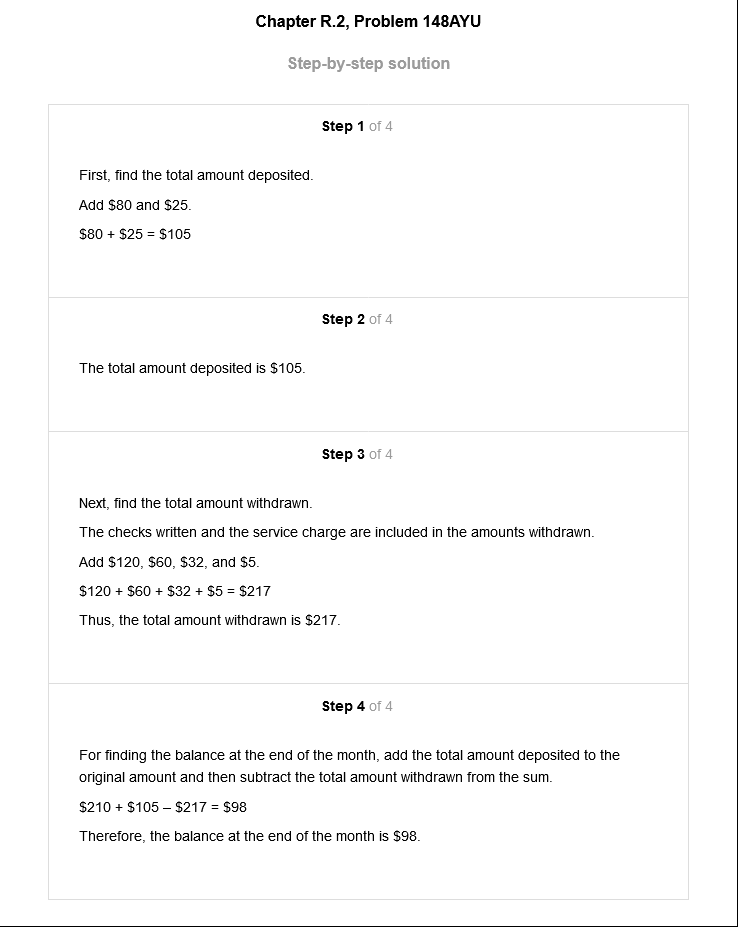 Chapter R.2, Problem 148AYU
Step-by-step solution
Step 1 of 4
First, find the total amount deposited.
Add $80 and $25.
$80 + $25 = $105
Step 2 of 4
The total amount deposited is $105.
Step 3 of 4
Next, find the total amount withdrawn.
The checks written and the service charge are included in the amounts withdrawn.
Add $120, $60, $32, and $5.
$120 + $60 + $32 + $5 = $217
Thus, the total amount withdrawn is $217.
Step 4 of 4
For finding the balance at the end of the month, add the total amount deposited to the
original amount and then subtract the total amount withdrawn from the sum.
$210 + $105 – $217 = $98
Therefore, the balance at the end of the month is $98.